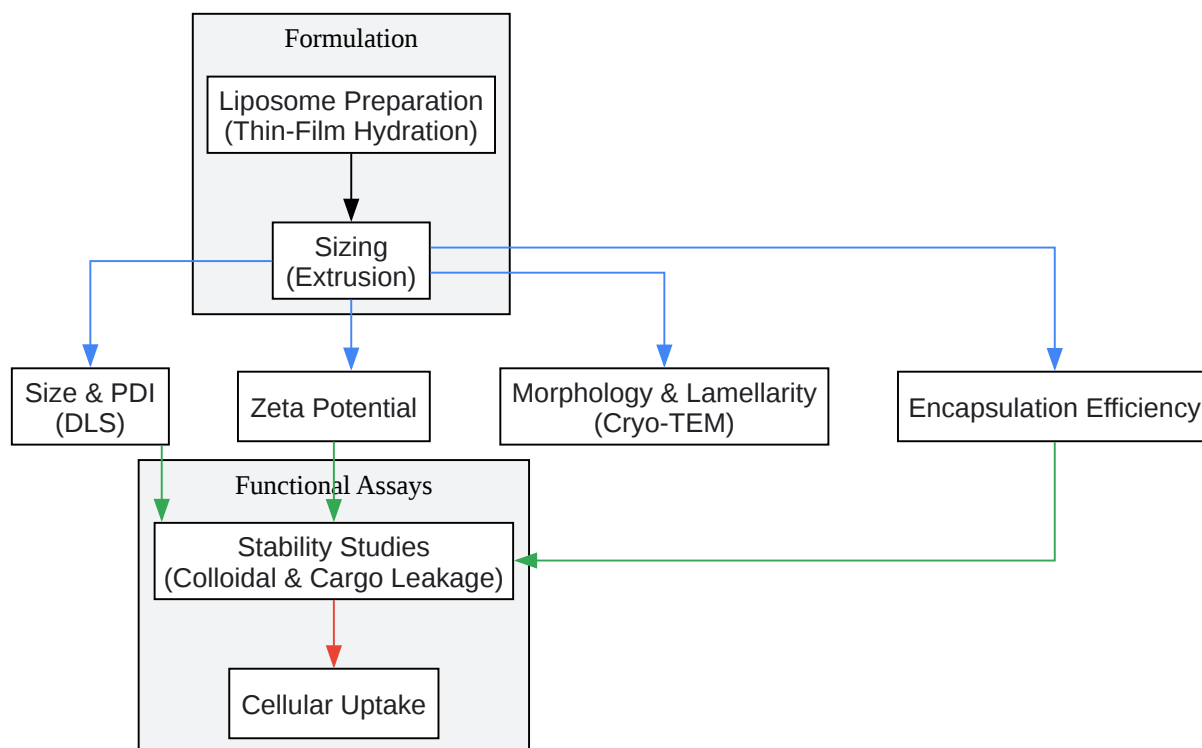 Formulation
Liposome Preparation
(Thin-Film Hydration)
Sizing
(Extrusion)
Size & PDI
(DLS)
Zeta Potential
Morphology & Lamellarity
(Cryo-TEM)
Encapsulation Efficiency
Functional Assays
Stability Studies
(Colloidal & Cargo Leakage)
Cellular Uptake